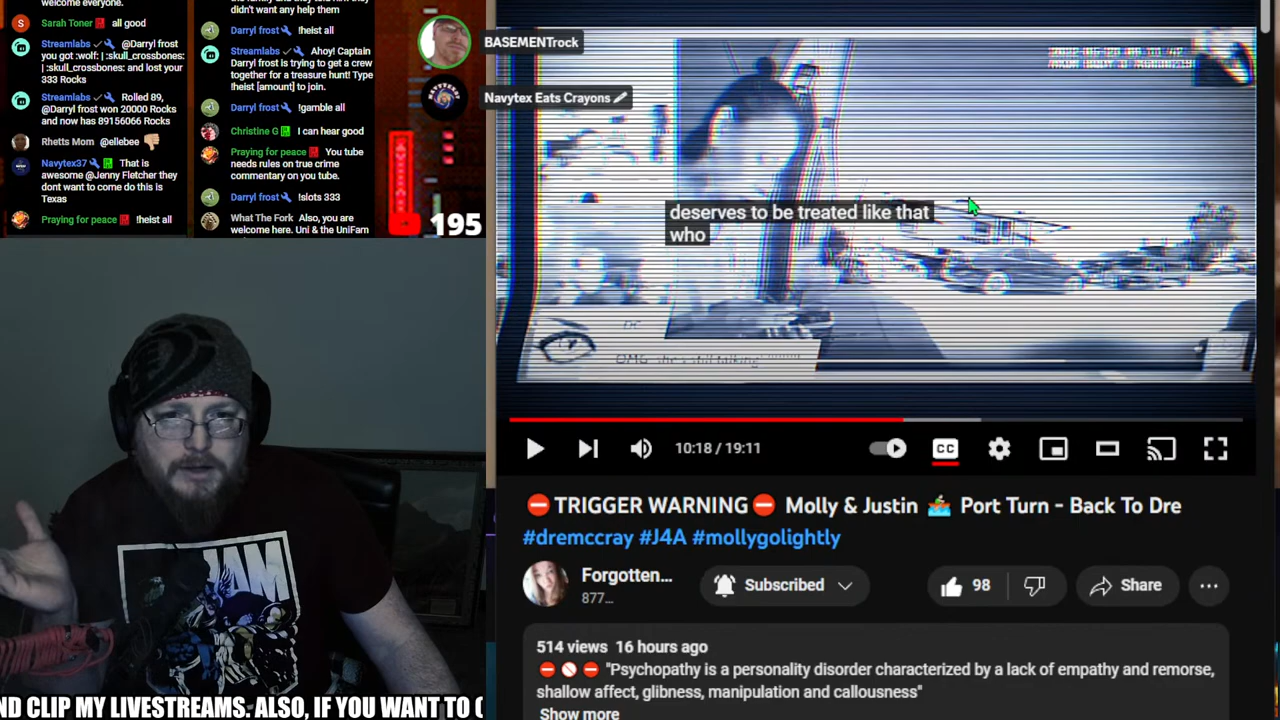 welcome everyone.
Sarah Toner all good
Streamlabs @Darryl frost
you got :wolf: | :skull_crossbones:
| :skull_crossbones: and lost your
333 Rocks
Streamlabs Rolled 89,
@Darryl frost won 20000 Rocks
and now has 89156066 Rocks
Rhetts Mom @ellebee
Navytex37 That is
awesome @Jenny Fletcher they
dont want to come do this is
Texas
Praying for peace !heist all
didn't want any help them
Darryl frost !heist all
Streamlabs Ahoy! Captain
Darryl frost is trying to get a crew
together for a treasure hunt! Type
!heist [amount] to join.
Darryl frost !gamble all
Christine G I can hear good
Praying for peace You tube
needs rules on true crime
commentary on you tube.
Darryl frost !slots 333
What The Fork Also, you are
welcome here. Uni & the UniFam
195
BASEMENTrock
Navytex Eats Crayons
deserves to be treated like that
who
DC
OMG she's still talking
10:18 / 19:11
CC
⛔TRIGGER WARNING⛔ Molly & Justin 🚣 Port Turn - Back To Dre
#dremccray #J4A #mollygolightly
Forgotten...
877...
Subscribed
98
Share
514 views 16 hours ago
⛔🚫⛔ "Psychopathy is a personality disorder characterized by a lack of empathy and remorse,
shallow affect, glibness, manipulation and callousness"
Show more
JAM
ND CLIP MY LIVESTREAMS. ALSO, IF YOU WANT TO